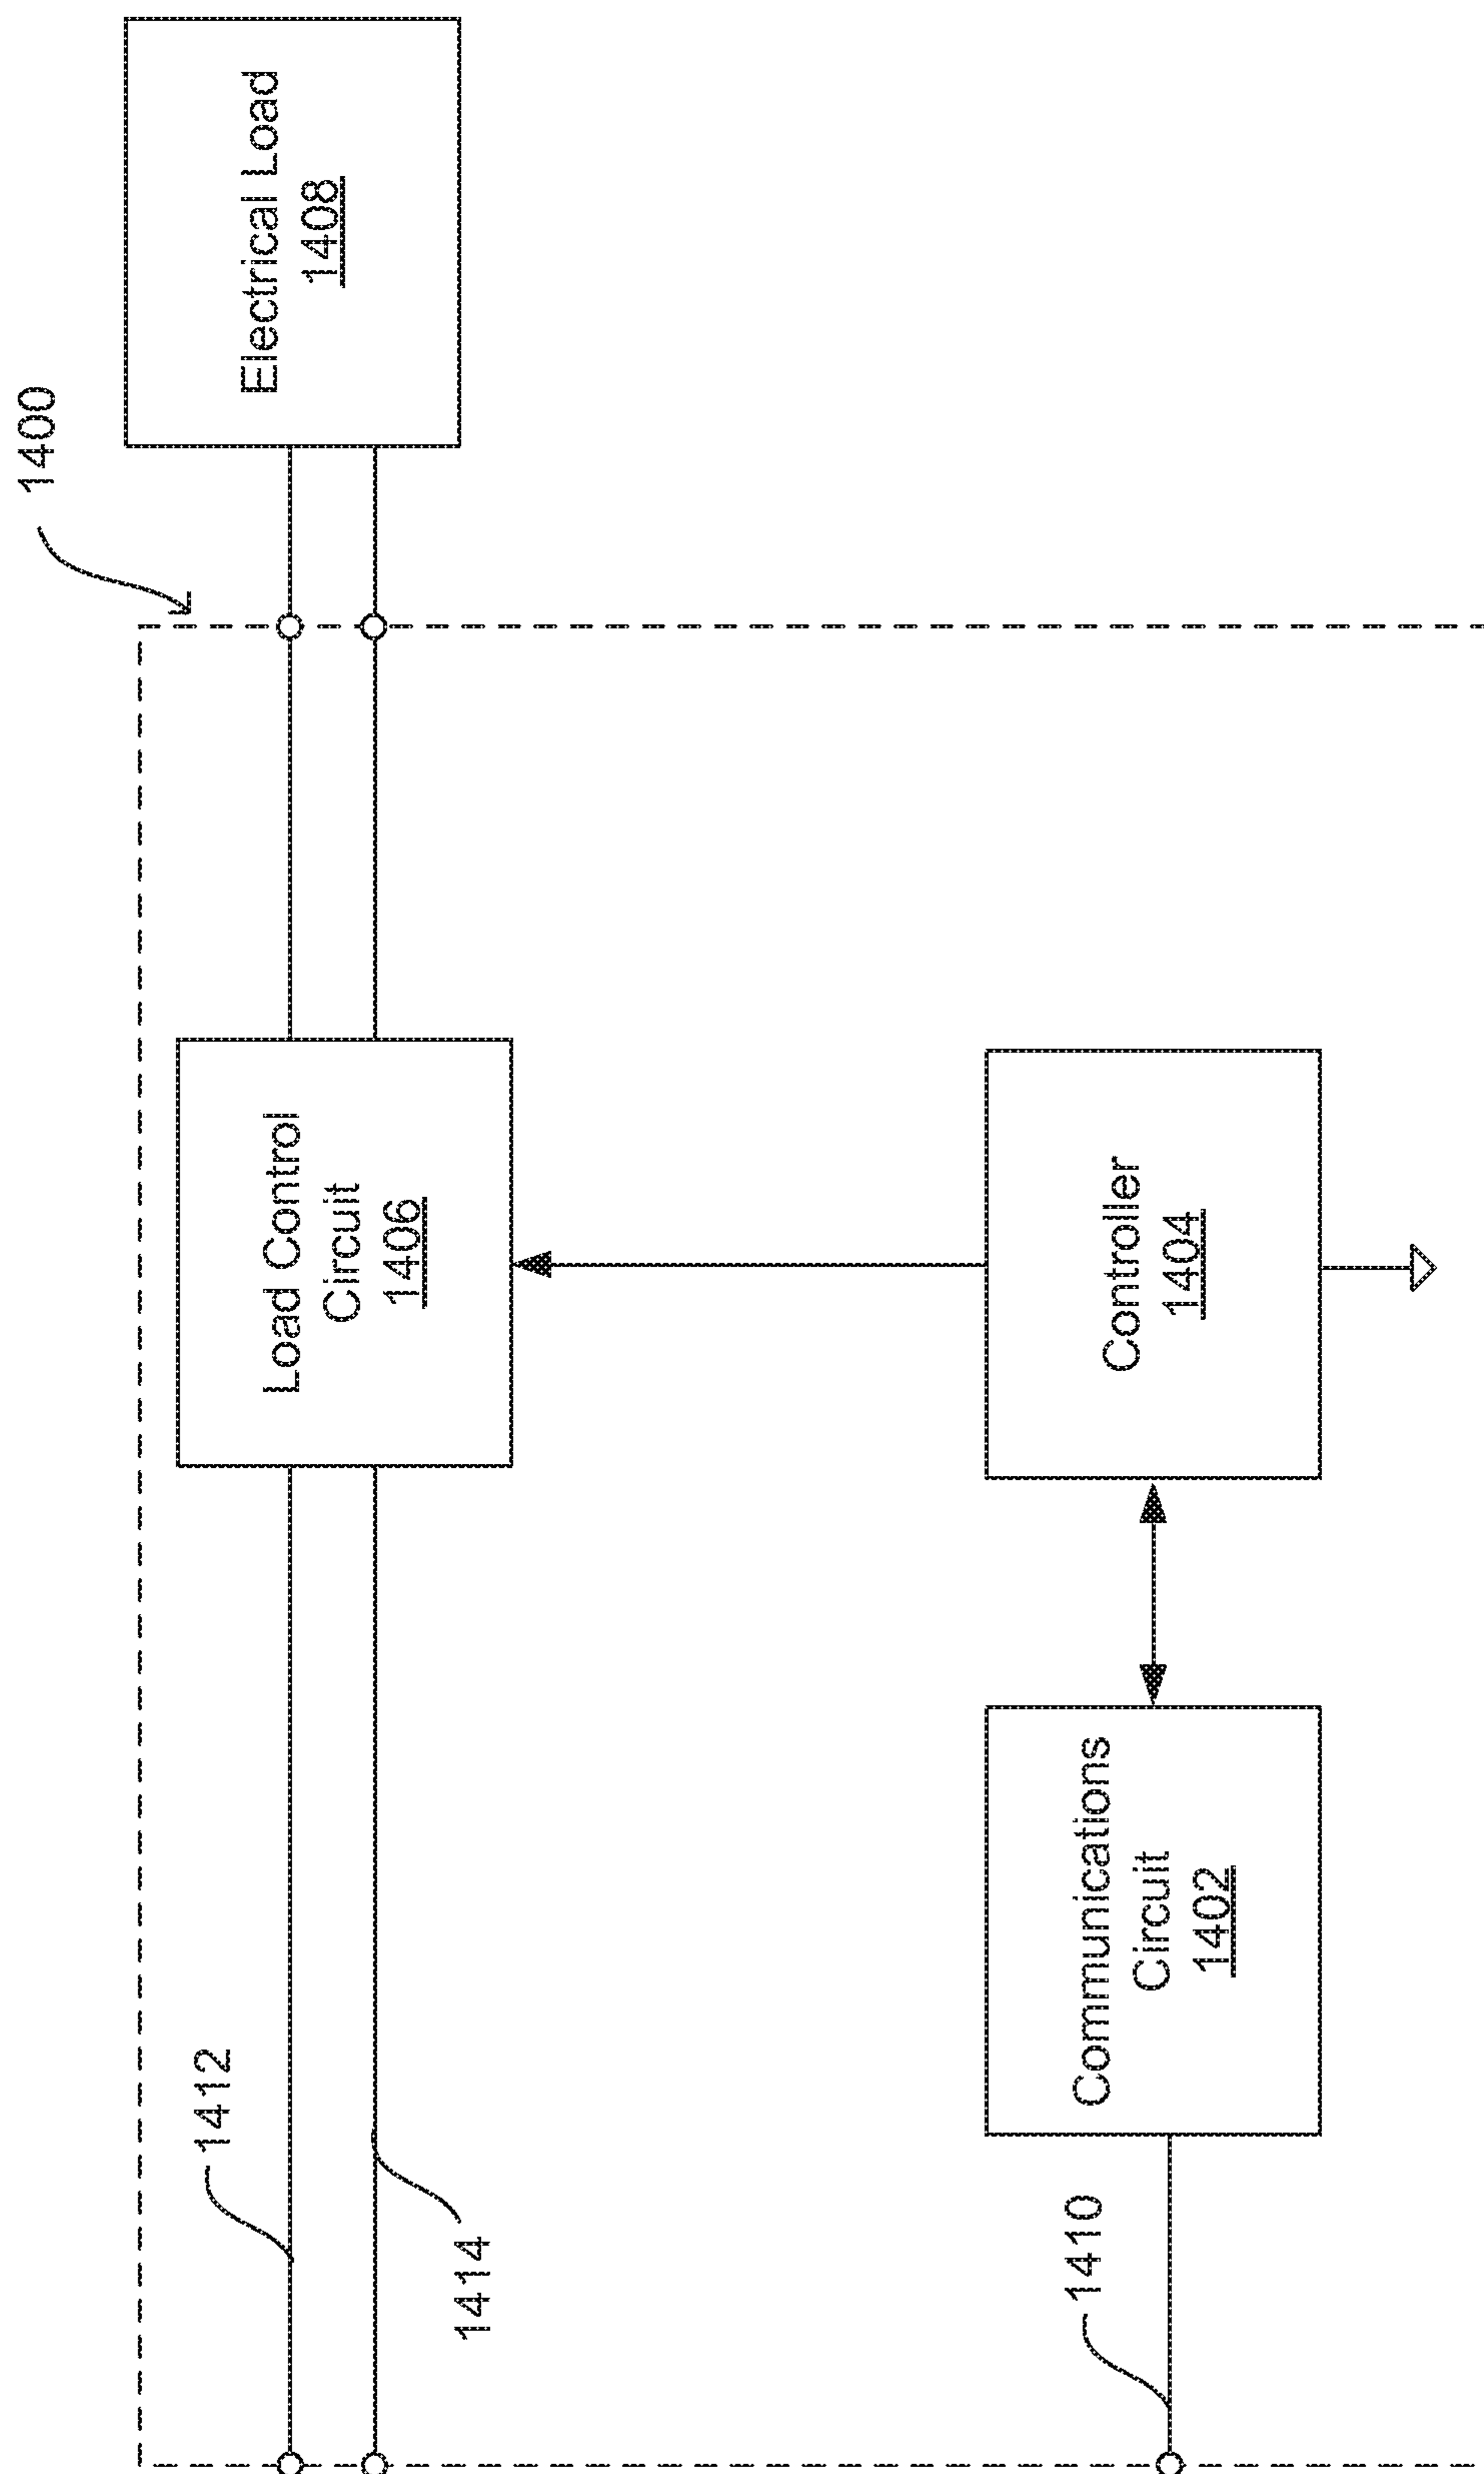 1400
Electrical Load
1408
Load Control
Circuit
1406
1412
1414
Controller
1404
Communications
Circuit
1402
1410